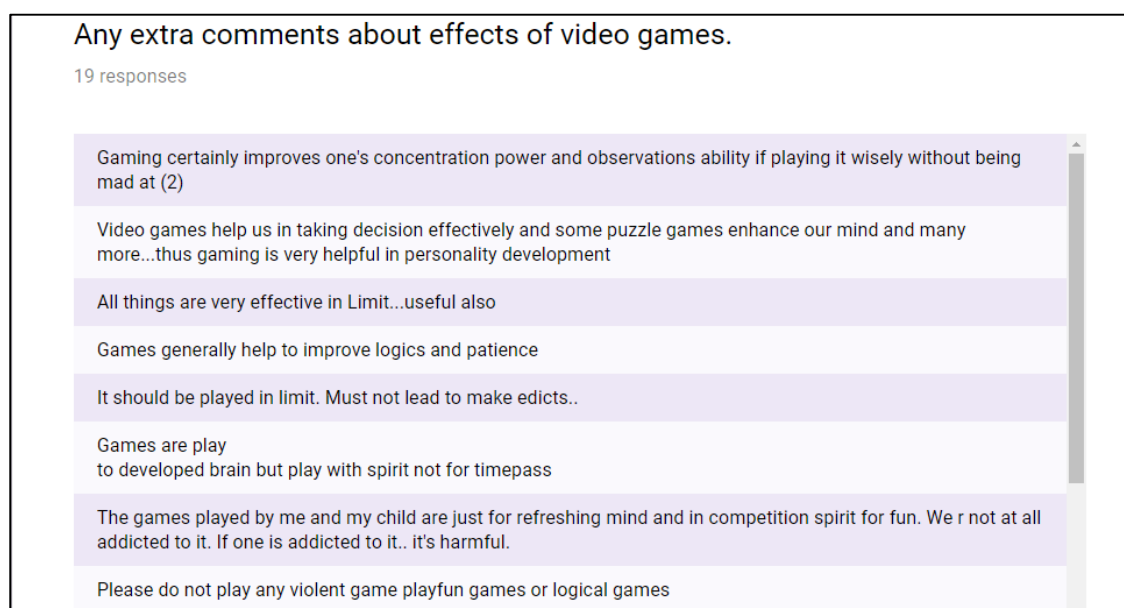 Any extra comments about effects of video games.
19 responses
Gaming certainly improves one's concentration power and observations ability if playing it wisely without being
mad at (2)
Video games help us in taking decision effectively and some puzzle games enhance our mind and many
more...thus gaming is very helpful in personality development
All things are very effective in Limit...useful also
Games generally help to improve logics and patience
It should be played in limit. Must not lead to make edicts..
Games are play
to developed brain but play with spirit not for timepass
The games played by me and my child are just for refreshing mind and in competition spirit for fun. We r not at all
addicted to it. If one is addicted to it.. it's harmful.
Please do not play any violent game playfun games or logical games